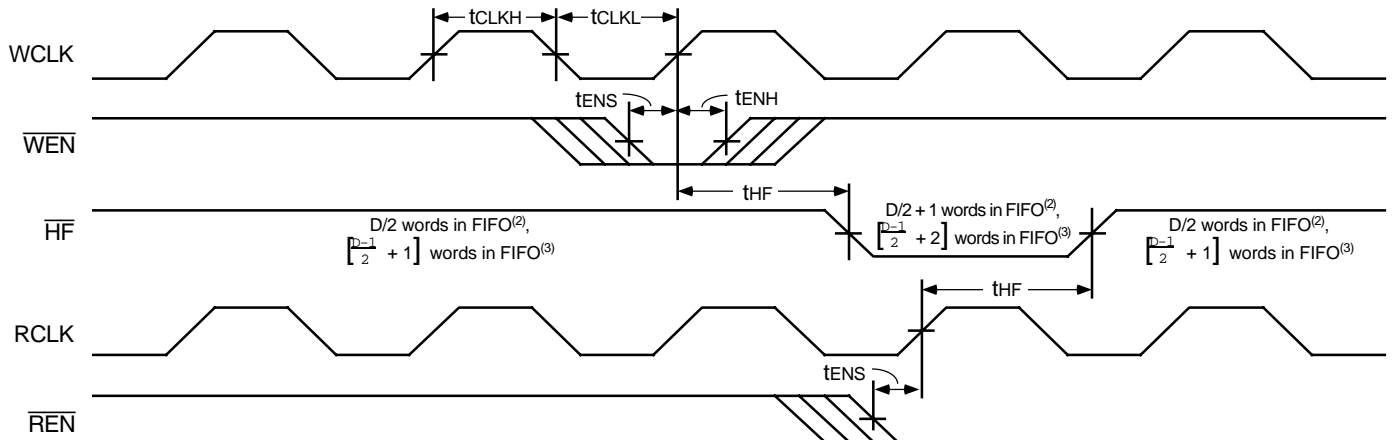 tCLKH
tCLKL
WCLK
tENS
tENH
WEN
tHF
HF
D/2 words in FIFO(2),
[D-1/2 + 1] words in FIFO(3)
D/2 + 1 words in FIFO(2),
[D-1/2 + 2] words in FIFO(3)
D/2 words in FIFO(2),
[D-1/2 + 1] words in FIFO(3)
tHF
RCLK
tENS
REN